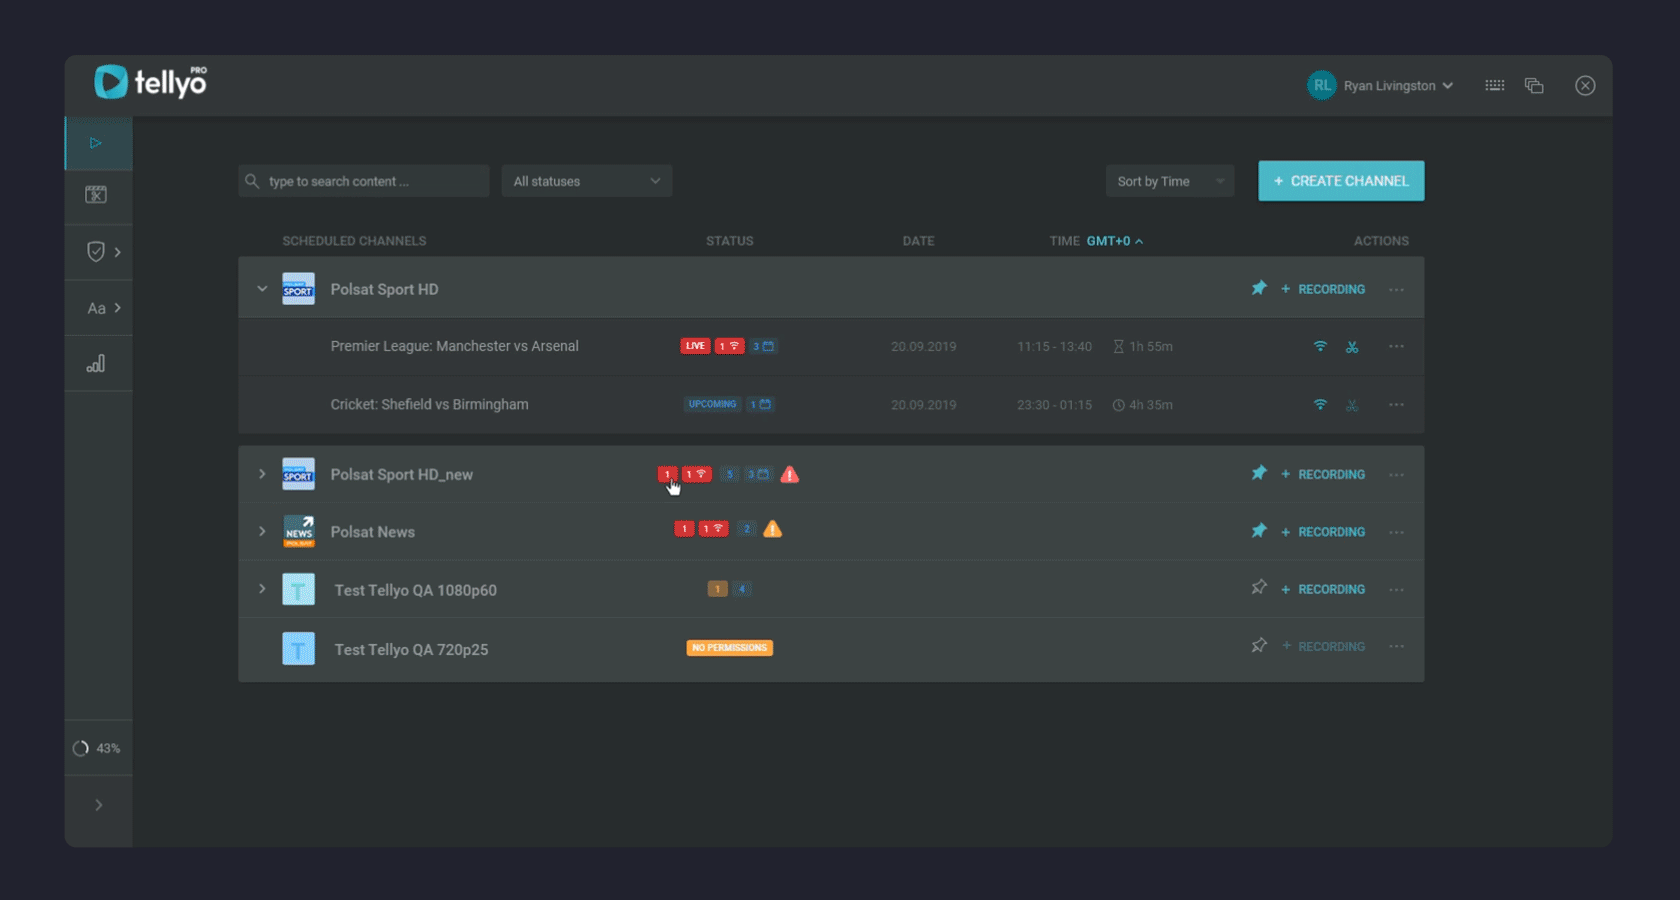 tellyo PRO
RL Ryan Livingston
type to search content ...
All statuses
Sort by Time
+ CREATE CHANNEL
SCHEDULED CHANNELS STATUS DATE TIME GMT+0 ACTIONS
SPORT Polsat Sport HD + RECORDING ...
Premier League: Manchester vs Arsenal LIVE 1 3 20.09.2019 11:15 - 13:40 1h 55m ...
Cricket: Shefield vs Birmingham UPCOMING 1 20.09.2019 23:30 - 01:15 4h 35m ...
SPORT Polsat Sport HD_new 1 1 5 3 + RECORDING ...
NEWS POLSAT Polsat News 1 1 2 + RECORDING ...
T Test Tellyo QA 1080p60 1 4 + RECORDING ...
T Test Tellyo QA 720p25 NO PERMISSIONS + RECORDING ...
Aa
43%